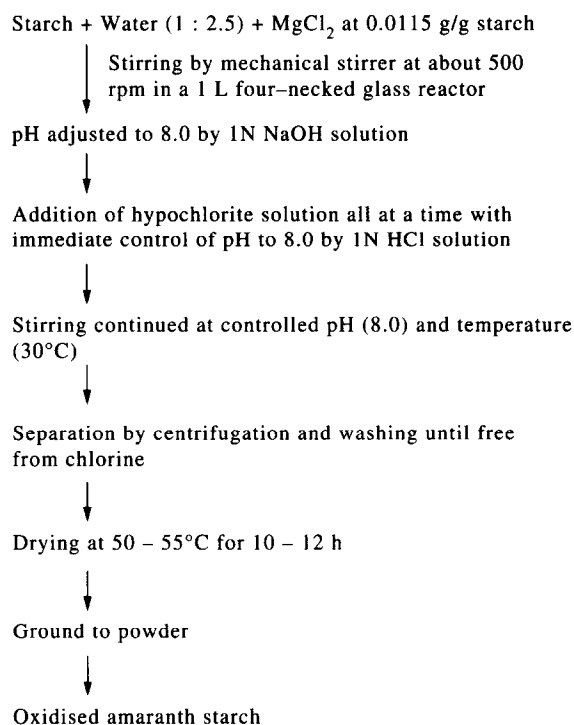 Starch + Water (1 : 2.5) + MgCl₂ at 0.0115 g/g starch
Stirring by mechanical stirrer at about 500
rpm in a 1 L four–necked glass reactor
pH adjusted to 8.0 by 1N NaOH solution
Addition of hypochlorite solution all at a time with
immediate control of pH to 8.0 by 1N HCl solution
Stirring continued at controlled pH (8.0) and temperature
(30°C)
Separation by centrifugation and washing until free
from chlorine
Drying at 50 – 55°C for 10 – 12 h
Ground to powder
Oxidised amaranth starch